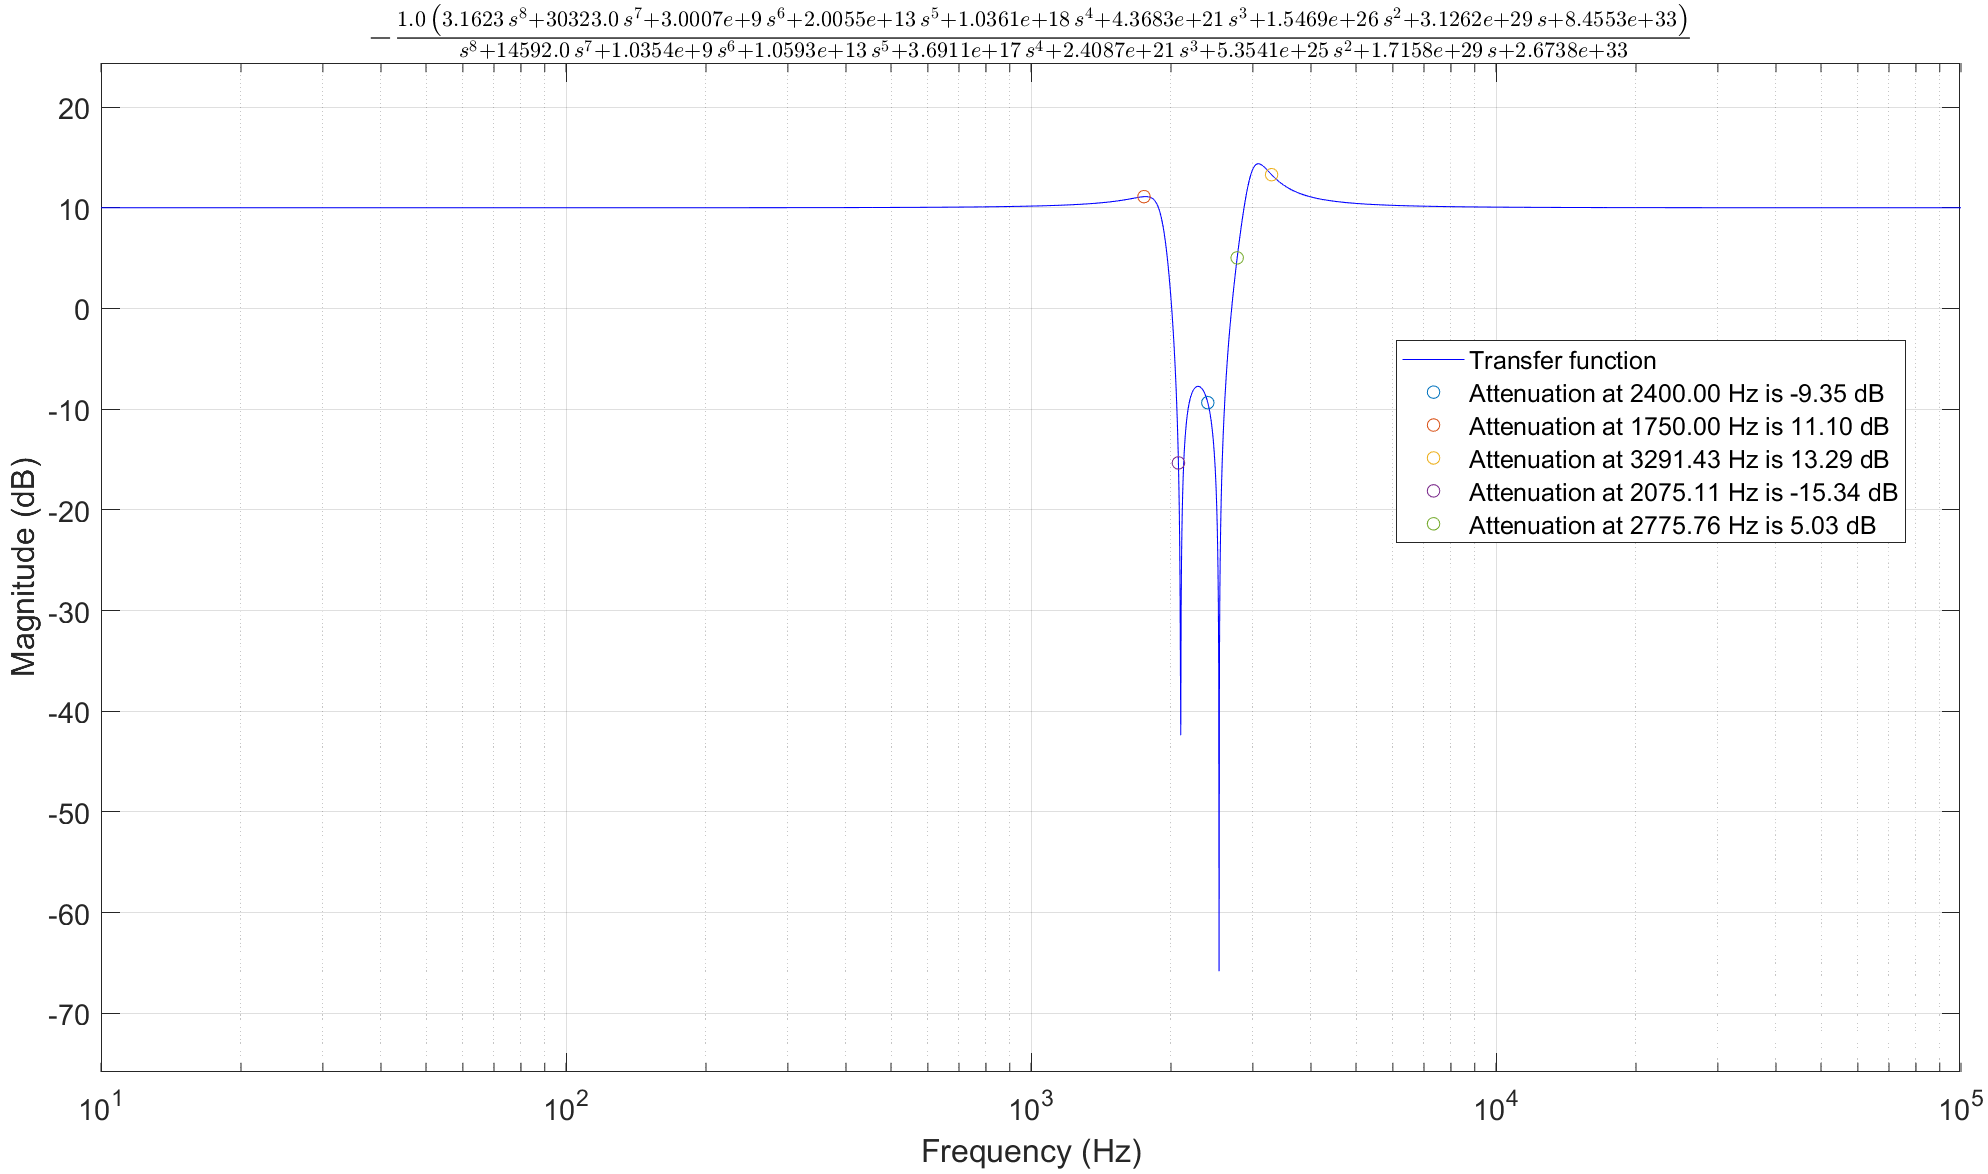 1.0 (3.1623 s^8+30323.0 s^7+3.0007e+9 s^6+2.0055e+13 s^5+1.0361e+18 s^4+4.3683e+21 s^3+1.5469e+26 s^2+3.1262e+29 s+8.4553e+33)
−
s^8+14592.0 s^7+1.0354e+9 s^6+1.0593e+13 s^5+3.6911e+17 s^4+2.4087e+21 s^3+5.3541e+25 s^2+1.7158e+29 s+2.6738e+33
20
10
0
-10
-20
-30
-40
-50
-60
-70
Magnitude (dB)
Transfer function
Attenuation at 2400.00 Hz is -9.35 dB
Attenuation at 1750.00 Hz is 11.10 dB
Attenuation at 3291.43 Hz is 13.29 dB
Attenuation at 2075.11 Hz is -15.34 dB
Attenuation at 2775.76 Hz is 5.03 dB
10^1 10^2 10^3 10^4 10^5
Frequency (Hz)